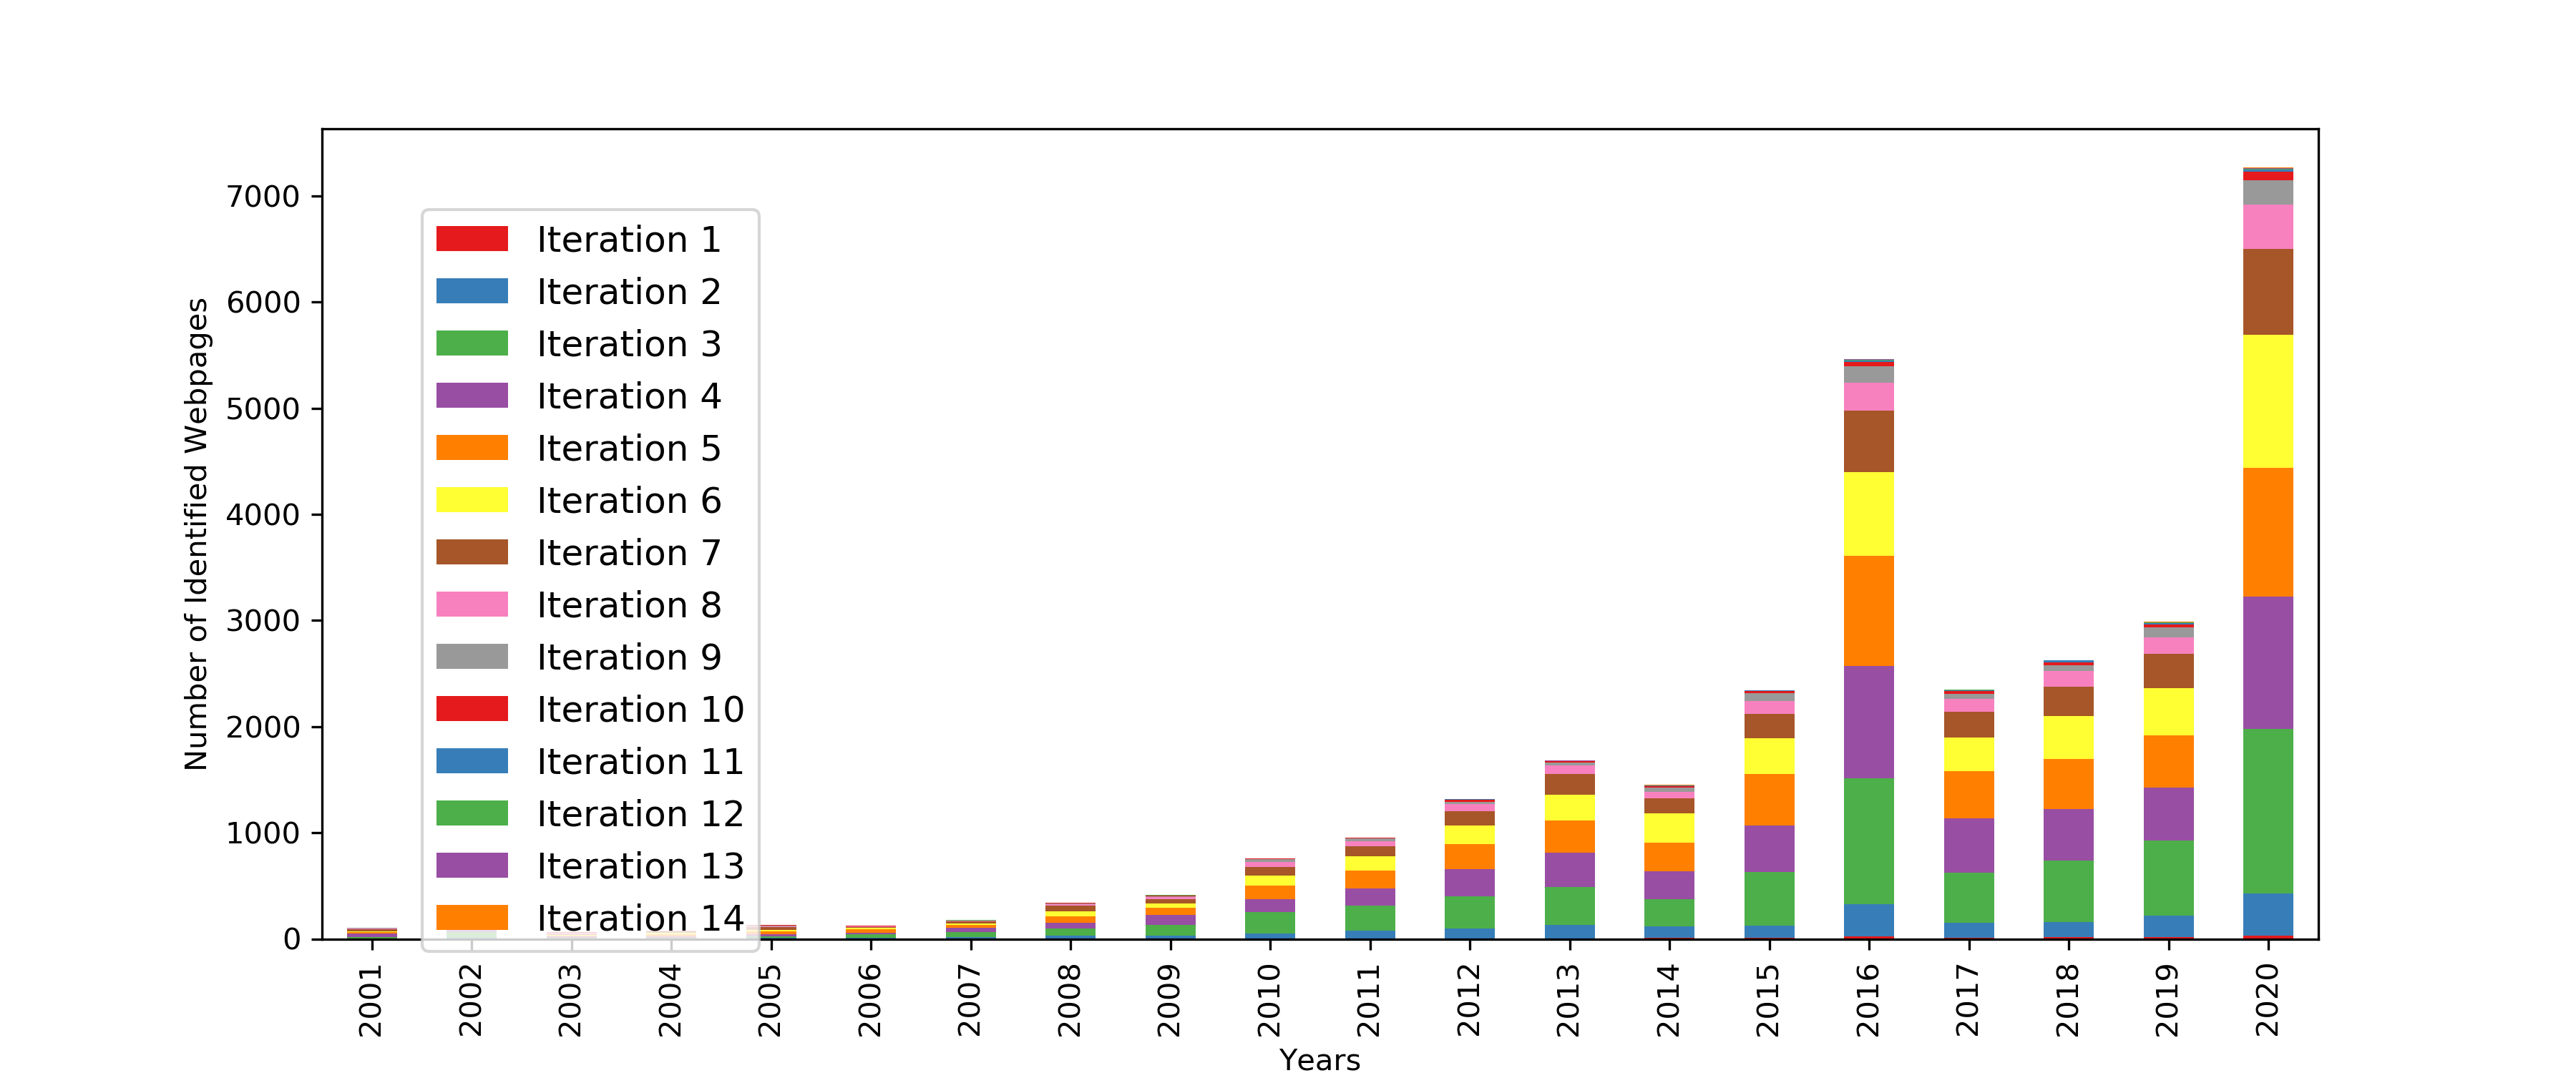 Number of Identified Webpages
7000
6000
5000
4000
3000
2000
1000
0
Iteration 1
Iteration 2
Iteration 3
Iteration 4
Iteration 5
Iteration 6
Iteration 7
Iteration 8
Iteration 9
Iteration 10
Iteration 11
Iteration 12
Iteration 13
Iteration 14
2001
2002
2003
2004
2005
2006
2007
2008
2009
2010
2011
2012
2013
2014
2015
2016
2017
2018
2019
2020
Years